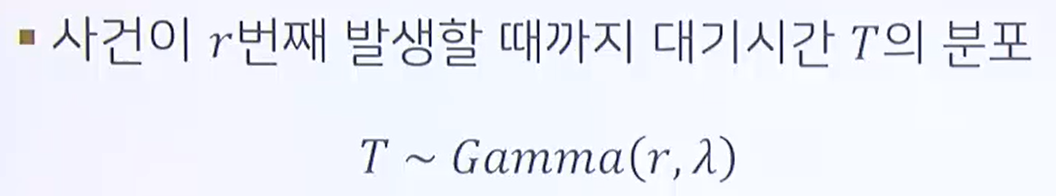 ▪ 사건이 r번째 발생할 때까지 대기시간 T의 분포
T ~ Gamma(r, λ)